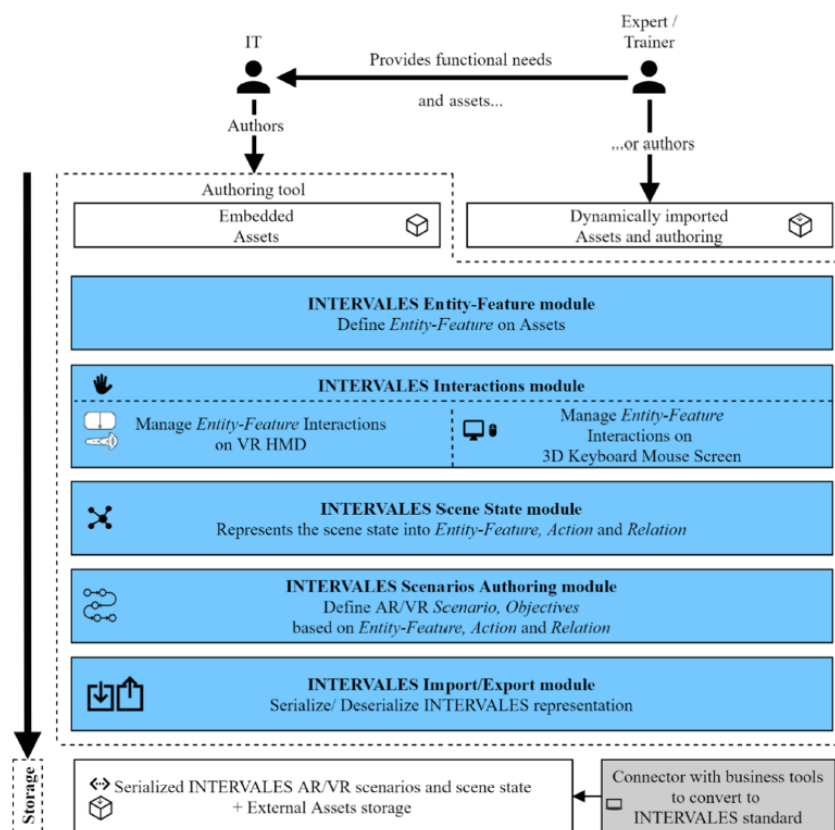 IT
Expert /
Trainer
Provides functional needs
and assets...
Authors
...or authors
Authoring tool
Embedded
Assets
Dynamically imported
Assets and authoring
INTERVALES Entity-Feature module
Define Entity-Feature on Assets
INTERVALES Interactions module
Manage Entity-Feature Interactions
on VR HMD
Manage Entity-Feature
Interactions on
3D Keyboard Mouse Screen
INTERVALES Scene State module
Represents the scene state into Entity-Feature, Action and Relation
INTERVALES Scenarios Authoring module
Define AR/VR Scenario, Objectives
based on Entity-Feature, Action and Relation
INTERVALES Import/Export module
Serialize/ Deserialize INTERVALES representation
Storage
Serialized INTERVALES AR/VR scenarios and scene state
+ External Assets storage
Connector with business tools
to convert to
INTERVALES standard